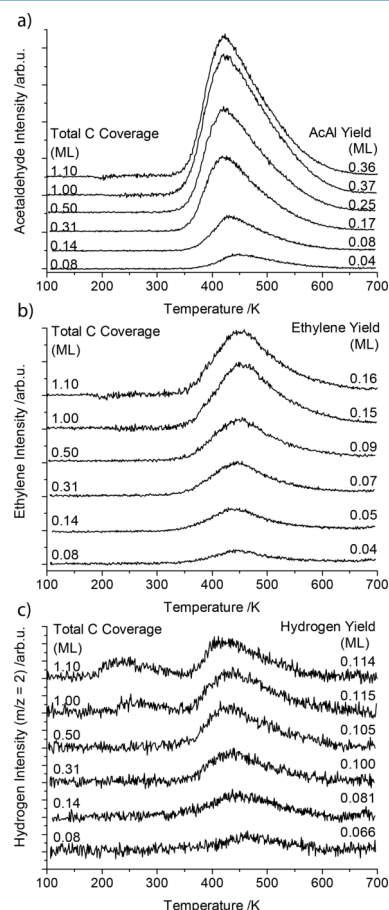 a)
Acetaldehyde Intensity /arb.u.
Total C Coverage
(ML)
AcAl Yield
(ML)
1.10 0.36
1.00 0.37
0.50 0.25
0.31 0.17
0.14 0.08
0.08 0.04
100 200 300 400 500 600 700
Temperature /K
b)
Ethylene Intensity /arb.u.
Total C Coverage
(ML)
Ethylene Yield
(ML)
1.10 0.16
1.00 0.15
0.50 0.09
0.31 0.07
0.14 0.05
0.08 0.04
100 200 300 400 500 600 700
Temperature /K
c)
Hydrogen Intensity (m/z = 2) /arb.u.
Total C Coverage
(ML)
Hydrogen Yield
(ML)
1.10 0.114
1.00 0.115
0.50 0.105
0.31 0.100
0.14 0.081
0.08 0.066
100 200 300 400 500 600 700
Temperature /K